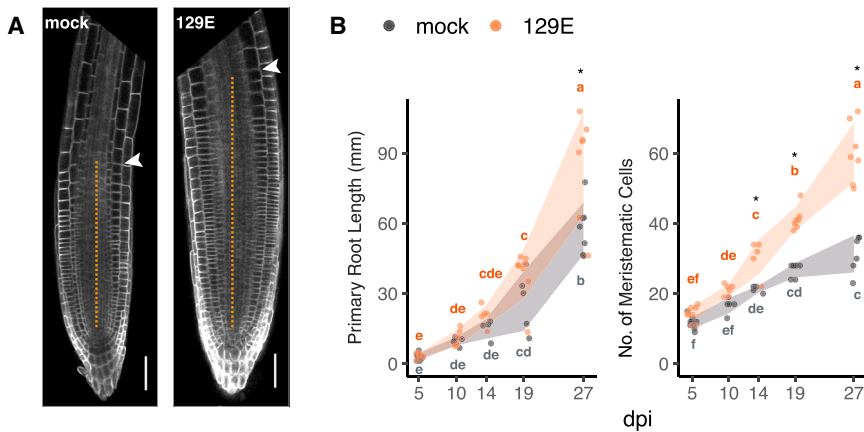 A
mock
129E
B
mock
129E
Primary Root Length (mm)
90
60
30
0
*
a
c
cde
de
e
b
cd
de
de
e
5
10
14
19
27
No. of Meristematic Cells
60
40
20
0
*
a
*
b
*
c
de
ef
c
cd
de
ef
f
5
10
14
19
27
dpi